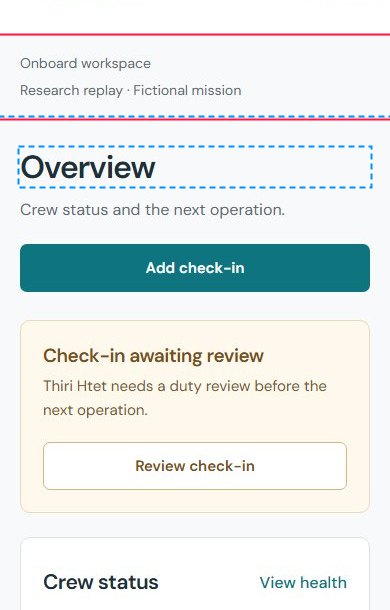 Onboard workspace
Research replay · Fictional mission
Overview
Crew status and the next operation.
Add check-in
Check-in awaiting review
Thiri Htet needs a duty review before the
next operation.
Review check-in
Crew status
View health